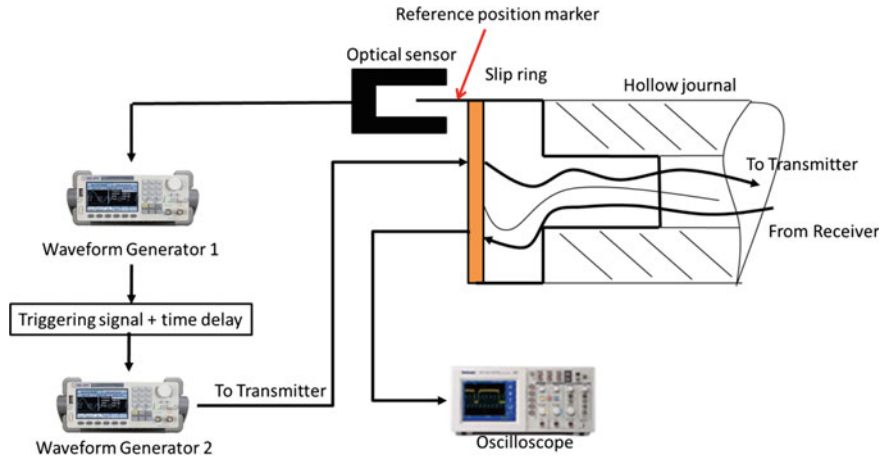 Reference position marker
Optical sensor
Slip ring
Hollow journal
To Transmitter
From Receiver
Waveform Generator 1
Triggering signal + time delay
To Transmitter
Waveform Generator 2
Oscilloscope